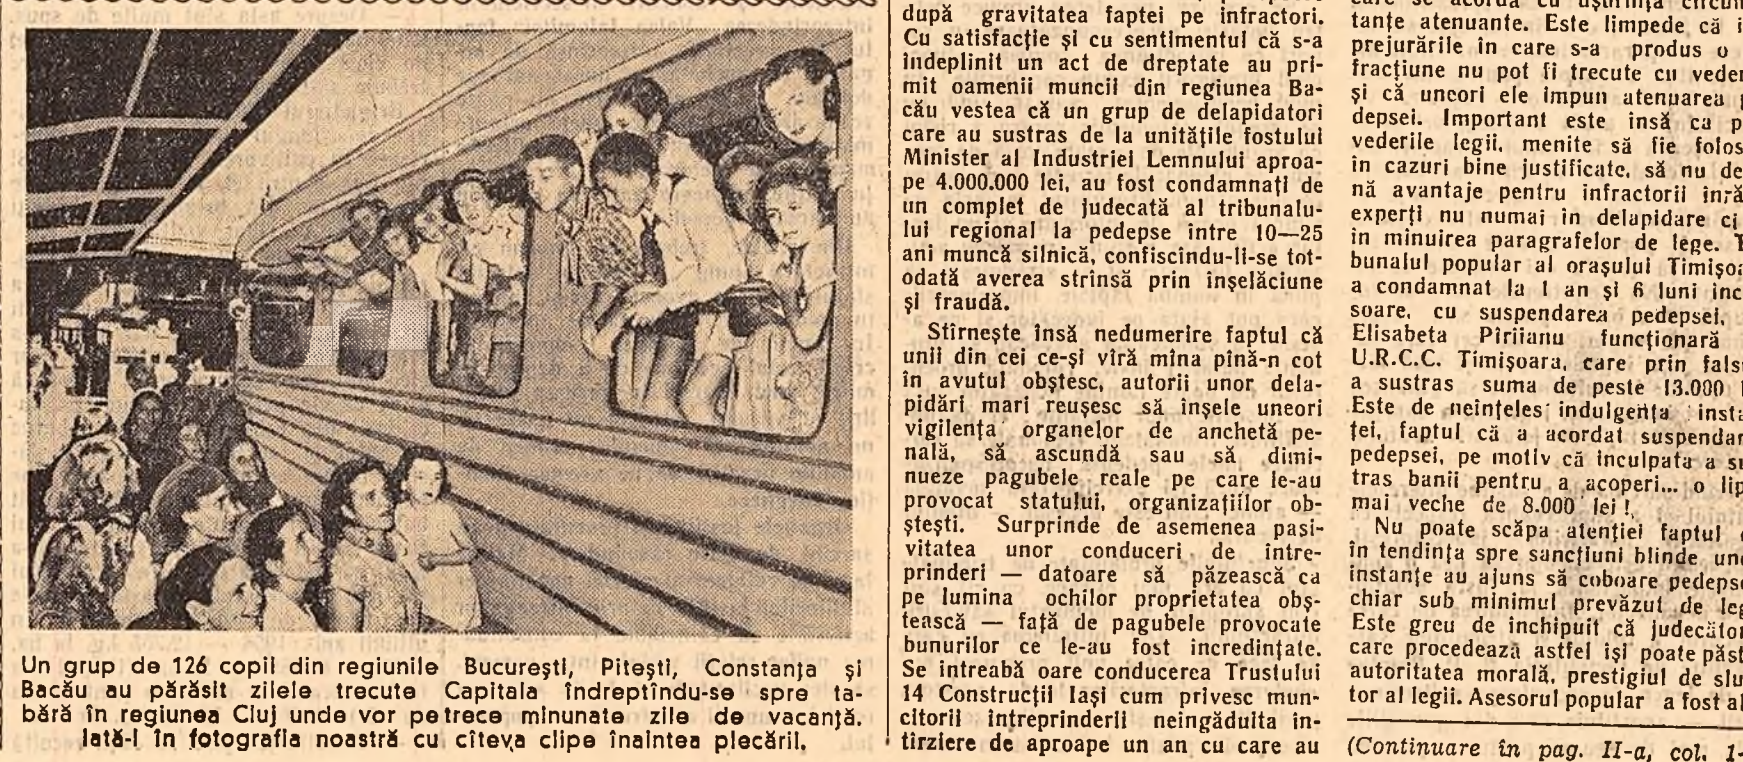 Un grup de 126 copii din regiunile București, Pitești, Constanța și
Bacău au părăsit zilele trecute Capitala îndreptîndu-se spre ta-
bără în regiunea Cluj unde vor petrece minunate zile de vacanță.
Iată-i în fotografia noastră cu cîteva clipe înaintea plecării.
după gravitatea faptei pe infractori.
Cu satisfacție și cu sentimentul că s-a
îndeplinit un act de dreptate au pri-
mit oamenii muncii din regiunea Ba-
cău vestea că un grup de delapidatori
care au sustras de la unitățile fostului
Minister al Industriei Lemnului aproa-
pe 4.000.000 lei, au fost condamnați de
un complet de judecată al tribunalu-
lui regional la pedepse între 10—25
ani muncă silnică, confiscîndu-li-se tot-
odată averea strînsă prin înșelăciune
și fraudă.
Stîrnește însă nedumerire faptul că
unii din cei ce-și vîră mîna pînă-n cot
în avutul obștesc, autorii unor dela-
pidări mari reușesc să înșele uneori
vigilența organelor de anchetă pe-
nală, să ascundă sau să dimi-
nueze pagubele reale pe care le-au
provocat statului, organizațiilor ob-
ștești. Surprinde de asemenea pasi-
vitatea unor conduceri de între-
prinderi — datoare să păzească ca
pe lumina ochilor proprietatea obș-
tească — față de pagubele provocate
bunurilor ce le-au fost încredințate.
Se întreabă oare conducerea Trustului
14 Construcții Iași cum privesc mun-
citorii întreprinderii neîngăduita în-
tîrziere de aproape un an cu care au
tanțe atenuante. Este limpede că î
prejurările în care s-a produs o
fracțiune nu pot fi trecute cu veder
și că uneori ele impun atenuarea
depsei. Important este însă ca p
vederile legii, menite să fie folos
în cazuri bine justificate, să nu de
nă avantaje pentru infractorii înră
experți nu numai în delapidare ci
în mînuirea paragrafelor de lege. T
bunalul popular al orașului Timișoa
a condamnat la 1 an și 6 luni înc
soare, cu suspendarea pedepsei,
Elisabeta Pîrîianu funcționară
U.R.C.C. Timișoara, care prin fals
a sustras suma de peste 13.000
Este de neînțeles indulgența insta
ței, faptul că a acordat suspendar
pedepsei, pe motiv că inculpata a su
tras banii pentru a acoperi... o lip
mai veche de 8.000 lei!
Nu poate scăpa atenției faptul
în tendința spre sancțiuni blînde une
instanțe au ajuns să coboare pedepse
chiar sub minimul prevăzut de leg
Este greu de închipuit că judecător
care procedează astfel își poate păst
autoritatea morală, prestigiul de slu
tor al legii. Asesorul popular a fost al
(Continuare în pag. II-a, col. 1-